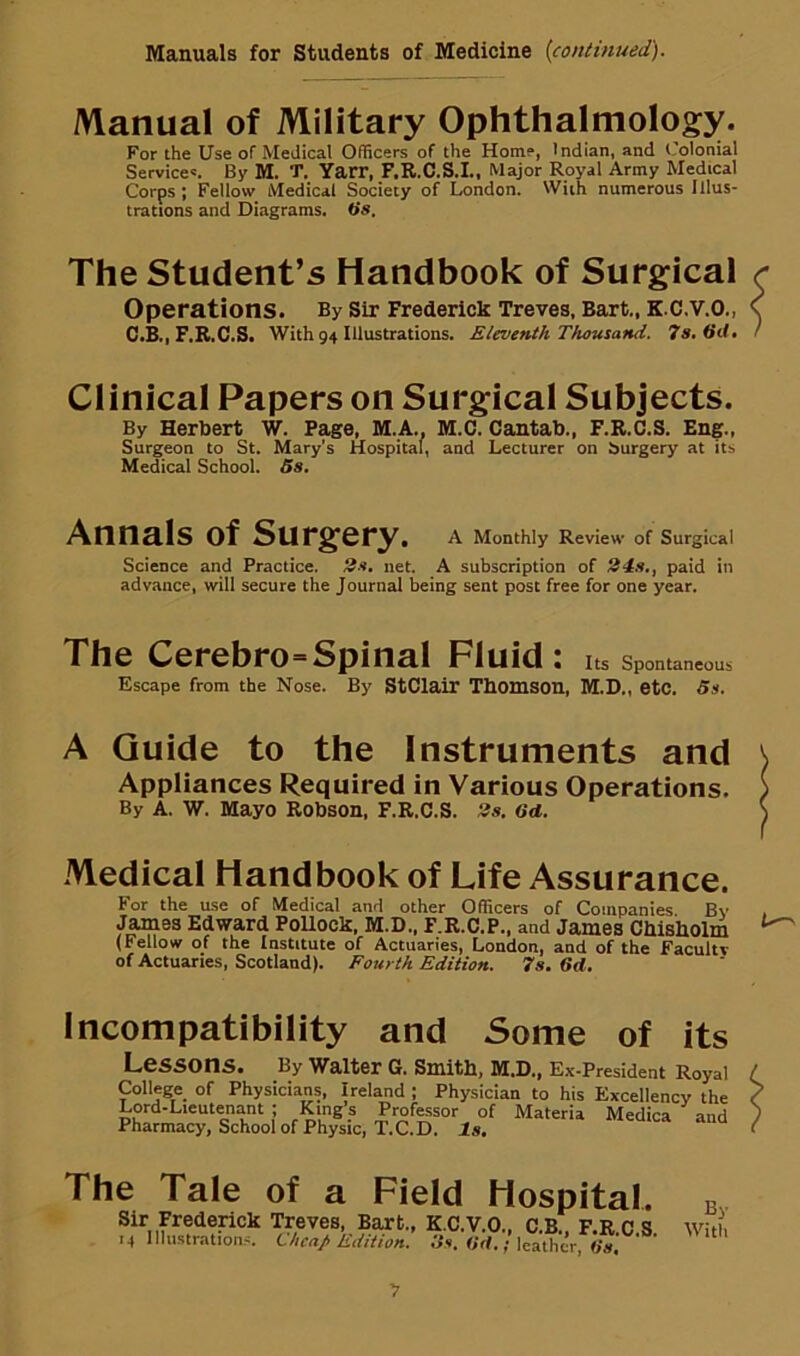 Manuals for Students of Medicine (continued).
Manual of Military Ophthalmology.
For the Use of Medical Officers of the Home, Indian, and Colonial
Services. By M. T. Yarr, F.R.C.S.I., Major Royal Army Medical
Corps ; Fellow Medical Society of London. With numerous Illus-
trations and Diagrams. 6s.
The Student's Handbook of Surgical
Operations. By Sir Frederick Treves, Bart., K.C.V.O.,
C.B., F.R.C.S. With 94 Illustrations. Eleventh Thousand. 7s. 6d.
Clinical Papers on Surgical Subjects.
By Herbert W. Page, M.A., M.C. Cantab., F.R.C.S. Eng.,
Surgeon to St. Mary's Hospital, and Lecturer on Surgery at its
Medical School. 5s.
Annals of Surgery. A Monthly Review of Surgical
Science and Practice. 2s. net. A subscription of 24s., paid in
advance, will secure the Journal being sent post free for one year.
The Cerebro=Spinal Fluid : Its Spontaneous
Escape from the Nose. By StClair Thomson, M.D., etc. 5s.
A Guide to the Instruments and
Appliances Required in Various Operations.
By A. W. Mayo Robson, F.R.C.S. 2s. 6d.
Medical Handbook of Life Assurance.
For the use of Medical and other Officers of Companies. By
James Edward Pollock, M.D., F.R.C.P., and James Chisholm
(Fellow of the Institute of Actuaries, London, and of the Faculty
of Actuaries, Scotland). Fourth Edition. 7s. 6d.
Incompatibility and Some of its
Lessons. By Walter G. Smith, M.D., Ex-President Royal
College of Physicians, Ireland ; Physician to his Excellency the
Lord-Lieutenant ; King's Professor of Materia Medica and
Pharmacy, School of Physic, T.C.D. 1s.
The Tale of a Field Hospital. By
Sir Frederick Treves, Bart., K.C.V.O., C.B., F.R.C.S. With
14 Illustrations. Cheap Edition. 3s. 6d. ; leather, 6s.
7